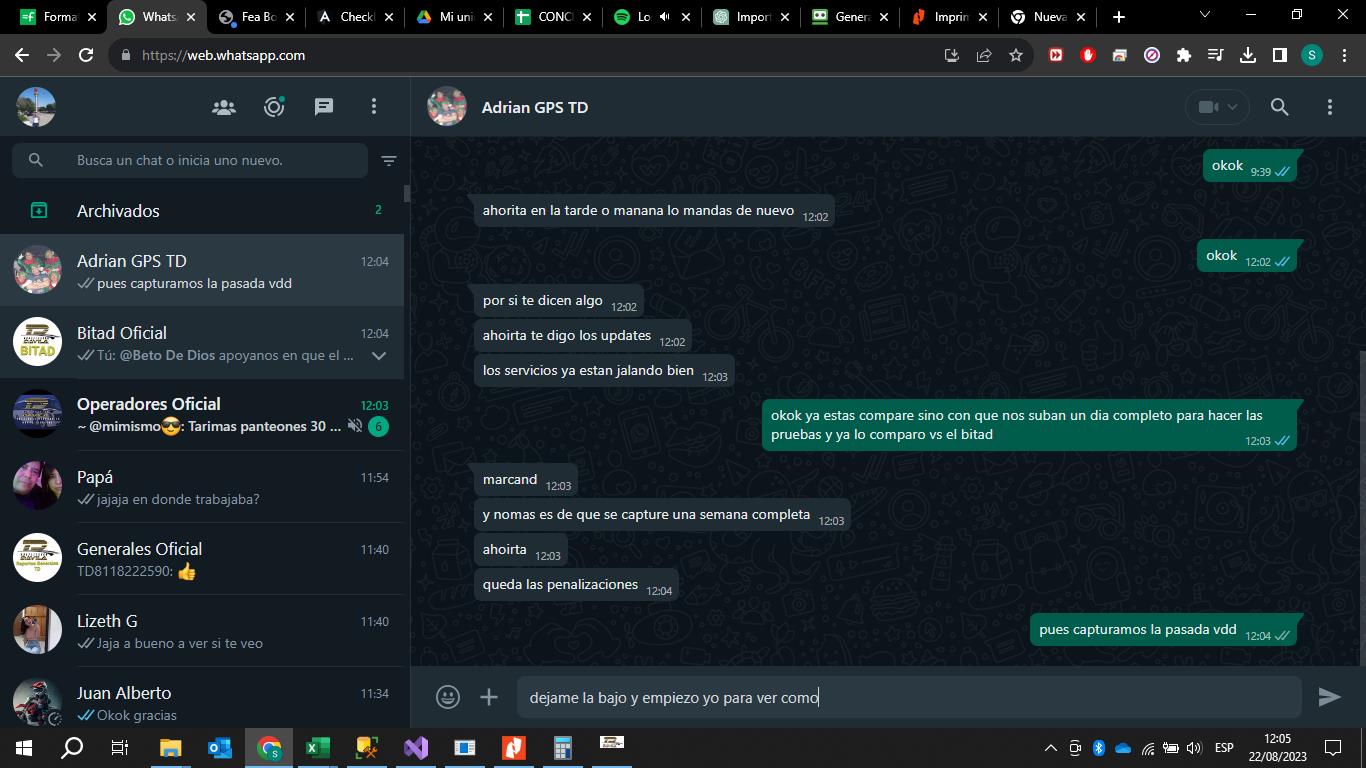 Forma
Whats
Fea Bo
Checkl
Mi uni
CONC
Lo
Import
Genera
Imprin
Nueva
https://web.whatsapp.com
S
Adrian GPS TD
Busca un chat o inicia uno nuevo.
Archivados 2
Adrian GPS TD 12:04
pues capturamos la pasada vdd
Bitad Oficial 12:04
Tú: @Beto De Dios apoyanos en que el ...
BITAD
Operadores Oficial 12:03
~ @mimismo😎: Tarimas panteones 30 ... 6
Papá 11:54
jajaja en donde trabajaba?
Generales Oficial 11:40
TD8118222590: 👍
Lizeth G 11:40
Jaja a bueno a ver si te veo
Juan Alberto 11:34
Okok gracias
okok 9:39
ahorita en la tarde o manana lo mandas de nuevo 12:02
okok 12:02
por si te dicen algo 12:02
ahoirta te digo los updates 12:02
los servicios ya estan jalando bien 12:03
okok ya estas compare sino con que nos suban un dia completo para hacer las
pruebas y ya lo comparo vs el bitad 12:03
marcand 12:03
y nomas es de que se capture una semana completa 12:03
ahoirta 12:03
queda las penalizaciones 12:04
pues capturamos la pasada vdd 12:04
dejame la bajo y empiezo yo para ver como
ESP
12:05
22/08/2023